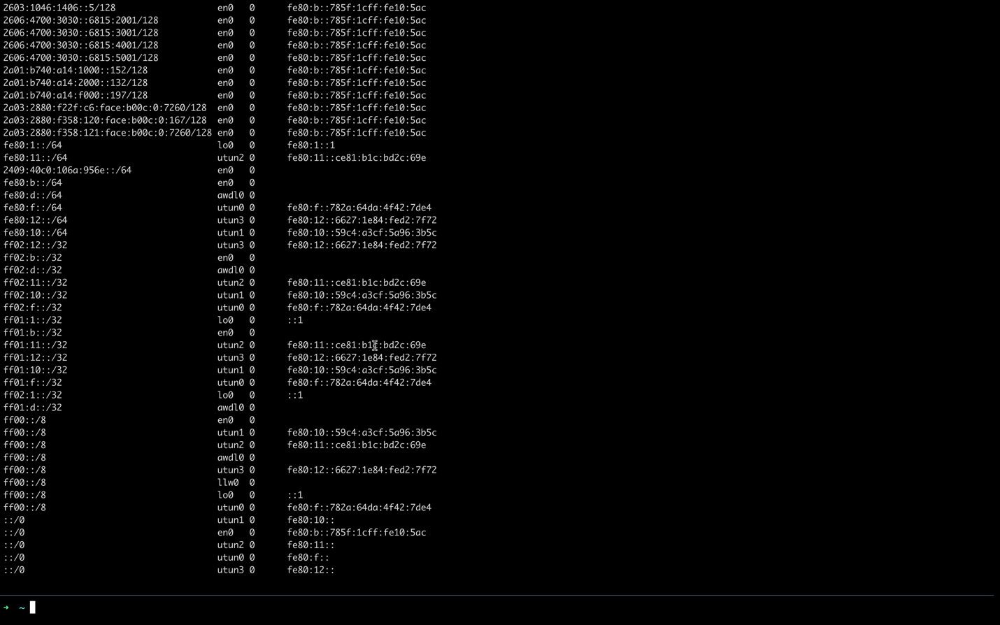 2603:1046:1406::5/128 en0 0 fe80:b::785f:1cff:fe10:5ac
2606:4700:3030::6815:2001/128 en0 0 fe80:b::785f:1cff:fe10:5ac
2606:4700:3030::6815:3001/128 en0 0 fe80:b::785f:1cff:fe10:5ac
2606:4700:3030::6815:4001/128 en0 0 fe80:b::785f:1cff:fe10:5ac
2606:4700:3030::6815:5001/128 en0 0 fe80:b::785f:1cff:fe10:5ac
2a01:b740:a14:1000::152/128 en0 0 fe80:b::785f:1cff:fe10:5ac
2a01:b740:a14:2000::132/128 en0 0 fe80:b::785f:1cff:fe10:5ac
2a01:b740:a14:f000::197/128 en0 0 fe80:b::785f:1cff:fe10:5ac
2a03:2880:f22f:c6:face:b00c:0:7260/128 en0 0 fe80:b::785f:1cff:fe10:5ac
2a03:2880:f358:120:face:b00c:0:167/128 en0 0 fe80:b::785f:1cff:fe10:5ac
2a03:2880:f358:121:face:b00c:0:7260/128 en0 0 fe80:b::785f:1cff:fe10:5ac
fe80:1::/64 lo0 0 fe80:1::1
fe80:11::/64 utun2 0 fe80:11::ce81:b1c:bd2c:69e
2409:40c0:106a:956e::/64 en0 0
fe80:b::/64 en0 0
fe80:d::/64 awdl0 0
fe80:f::/64 utun0 0 fe80:f::782a:64da:4f42:7de4
fe80:12::/64 utun3 0 fe80:12::6627:1e84:fed2:7f72
fe80:10::/64 utun1 0 fe80:10::59c4:a3cf:5a96:3b5c
ff02:12::/32 utun3 0 fe80:12::6627:1e84:fed2:7f72
ff02:b::/32 en0 0
ff02:d::/32 awdl0 0
ff02:11::/32 utun2 0 fe80:11::ce81:b1c:bd2c:69e
ff02:10::/32 utun1 0 fe80:10::59c4:a3cf:5a96:3b5c
ff02:f::/32 utun0 0 fe80:f::782a:64da:4f42:7de4
ff01:1::/32 lo0 0 ::1
ff01:b::/32 en0 0
ff01:11::/32 utun2 0 fe80:11::ce81:b1c:bd2c:69e
ff01:12::/32 utun3 0 fe80:12::6627:1e84:fed2:7f72
ff01:10::/32 utun1 0 fe80:10::59c4:a3cf:5a96:3b5c
ff01:f::/32 utun0 0 fe80:f::782a:64da:4f42:7de4
ff02:1::/32 lo0 0 ::1
ff01:d::/32 awdl0 0
ff00::/8 en0 0
ff00::/8 utun1 0 fe80:10::59c4:a3cf:5a96:3b5c
ff00::/8 utun2 0 fe80:11::ce81:b1c:bd2c:69e
ff00::/8 awdl0 0
ff00::/8 utun3 0 fe80:12::6627:1e84:fed2:7f72
ff00::/8 llw0 0
ff00::/8 lo0 0 ::1
ff00::/8 utun0 0 fe80:f::782a:64da:4f42:7de4
::/0 utun1 0 fe80:10::
::/0 en0 0 fe80:b::785f:1cff:fe10:5ac
::/0 utun2 0 fe80:11::
::/0 utun0 0 fe80:f::
::/0 utun3 0 fe80:12::
➜ ~